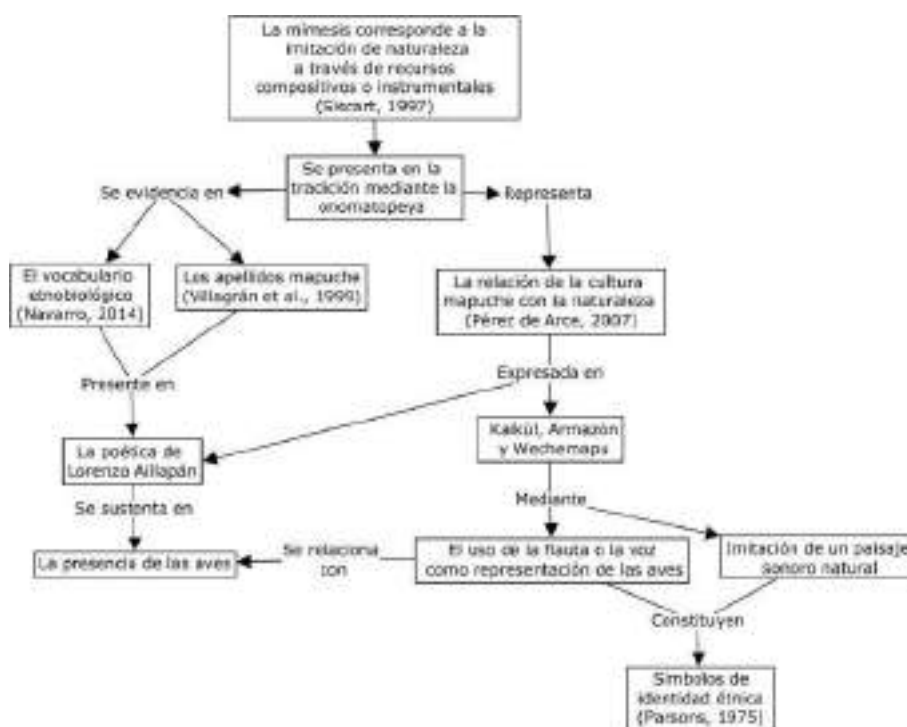 La mímesis corresponde a la
imitación de naturaleza
a través de recursos
compositivos o instrumentales
(Siscart, 1997)
Se presenta en la
tradición mediante la
onomatopeya
Se evidencia en
Representa
El vocabulario
etnobiológico
(Navarro, 2014)
Los apellidos mapuche
(Villagrán et al., 1999)
La relación de la cultura
mapuche con la naturaleza
(Pérez de Arce, 2007)
Presente en
Expresada en
La poética de
Lorenzo Aillapán
Kalkül, Armazón
y Wechemapu
Se sustenta en
Mediante
La presencia de las aves
Se relaciona
con
El uso de la flauta o la voz
como representación de las aves
Imitación de un paisaje
sonoro natural
Constituyen
Símbolos de
identidad étnica
(Parsons, 1975)